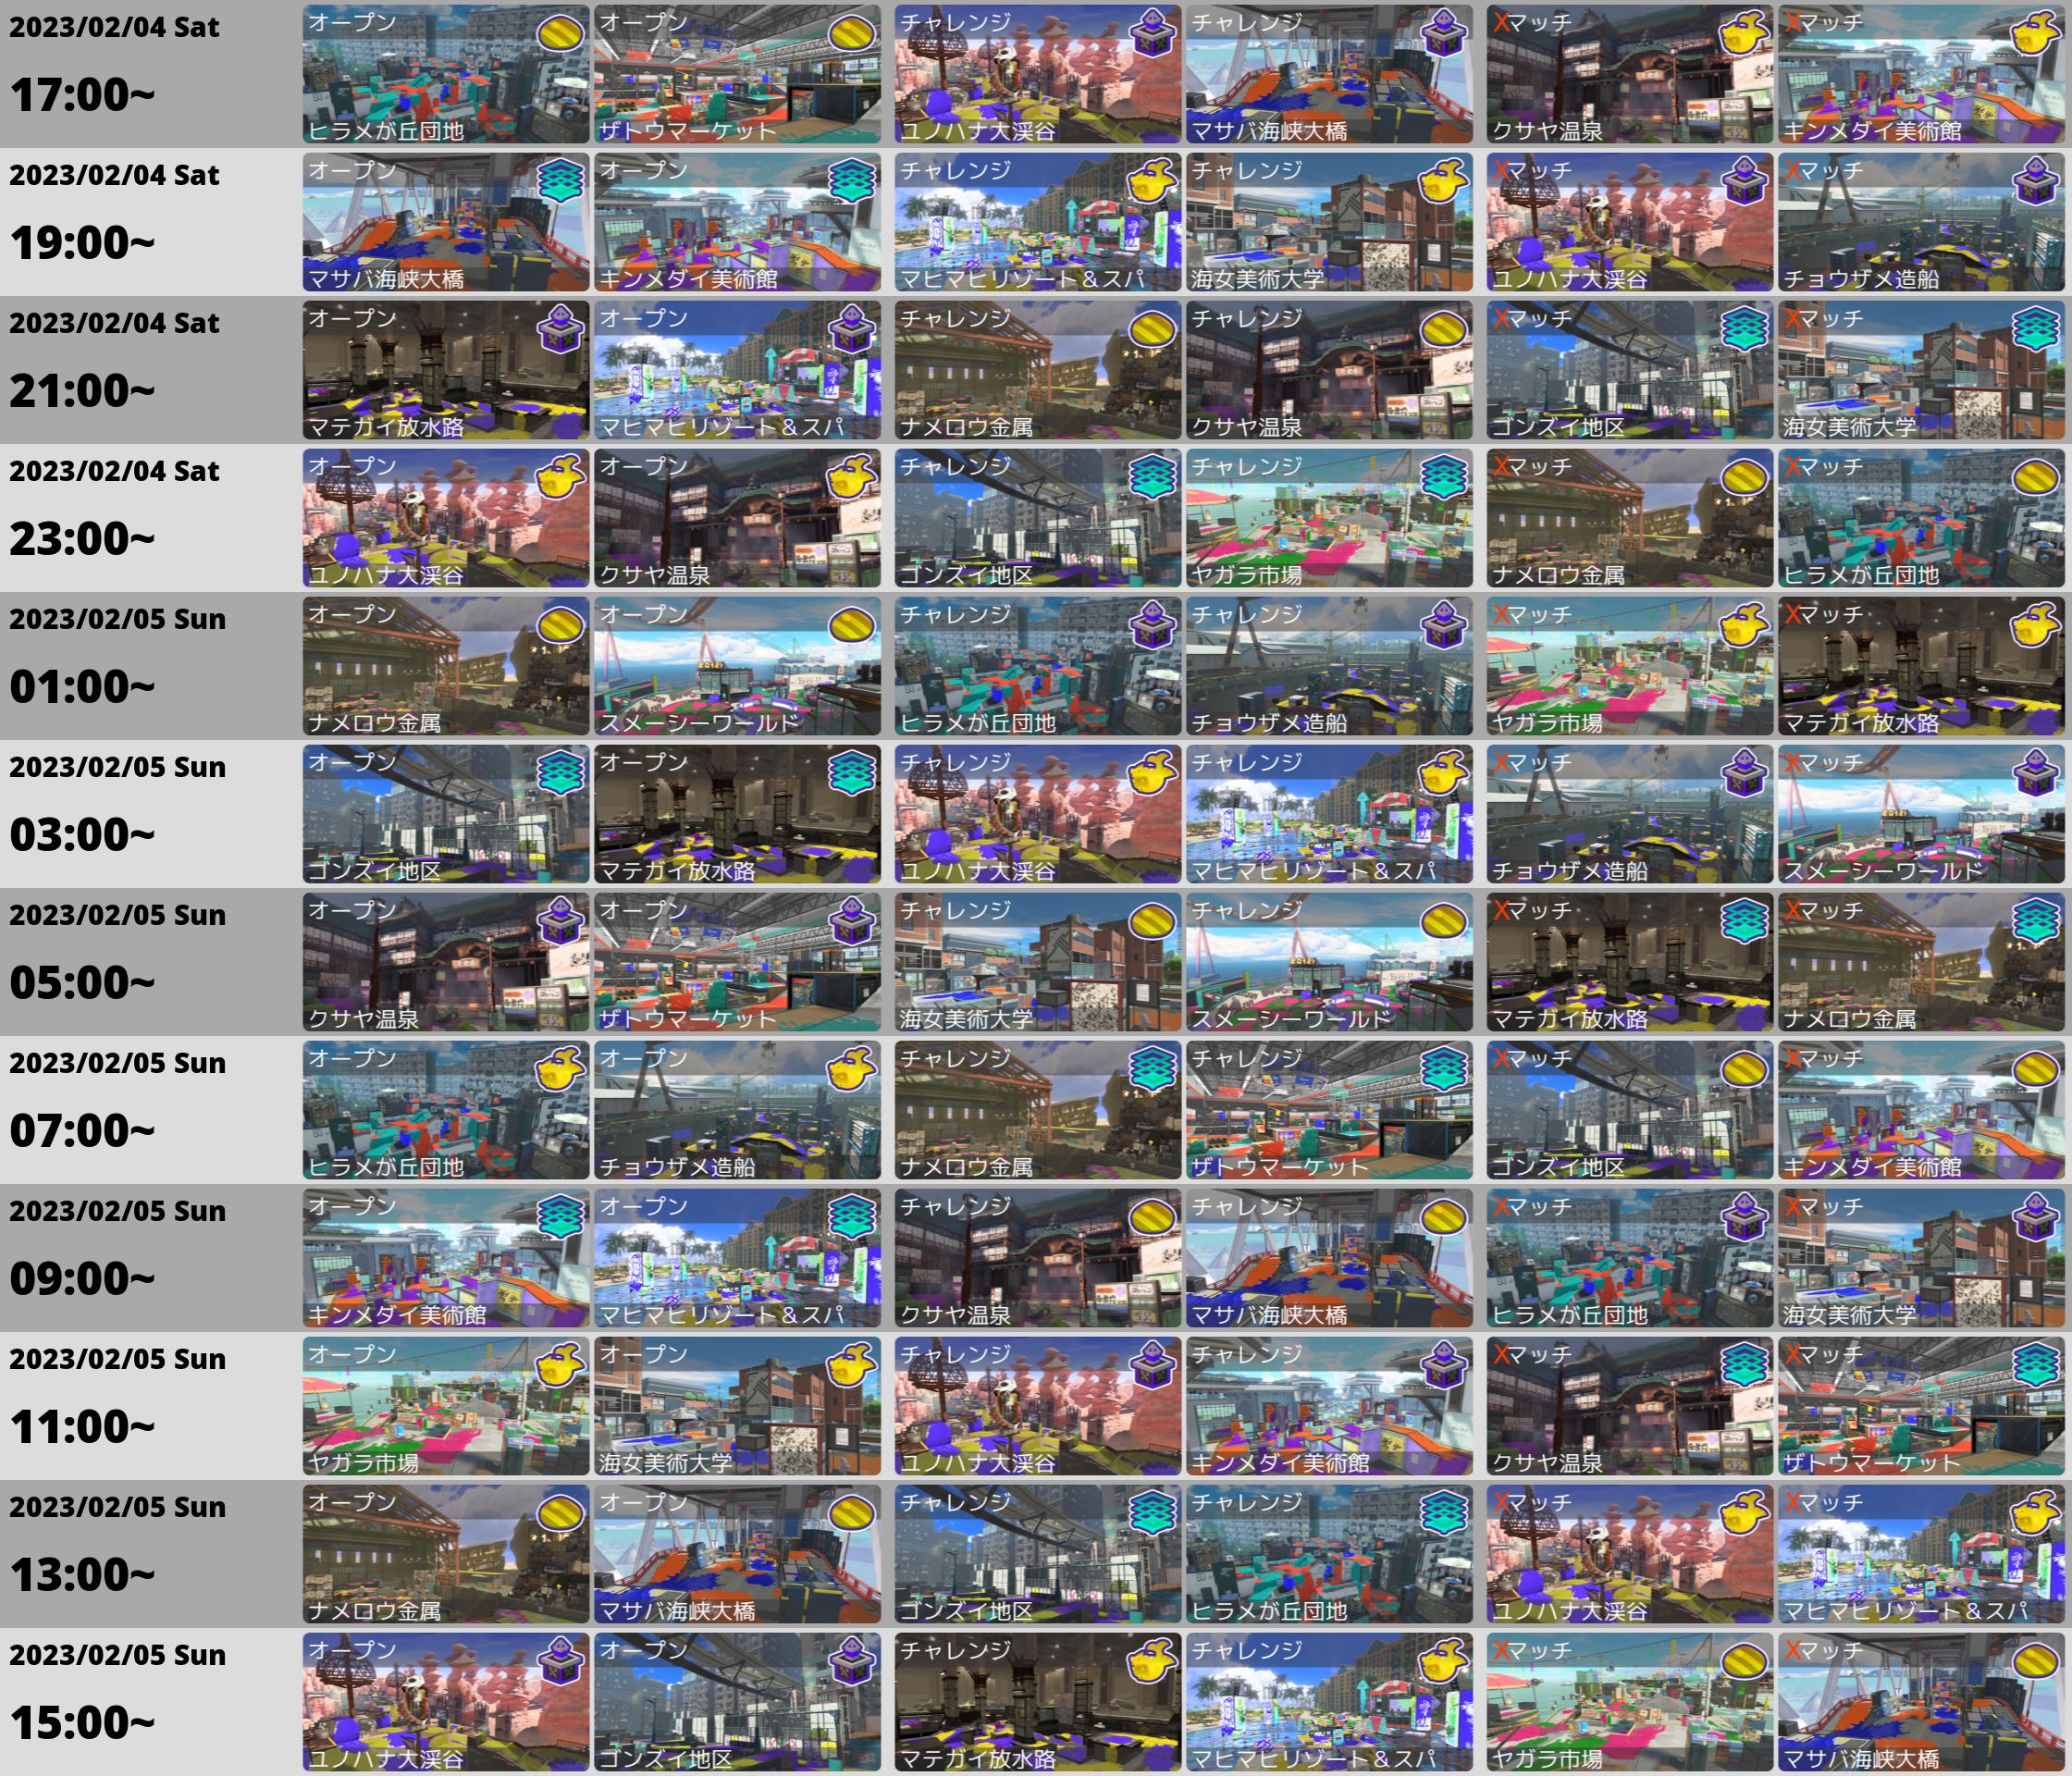 2023/02/04 Sat
17:00~
オープン
ヒラメが丘団地
オープン
ザトウマーケット
チャレンジ
ユノハナ大渓谷
チャレンジ
マサバ海峡大橋
Xマッチ
クサヤ温泉
Xマッチ
キンメダイ美術館
2023/02/04 Sat
19:00~
オープン
マサバ海峡大橋
オープン
キンメダイ美術館
チャレンジ
マヒマヒリゾート＆スパ
チャレンジ
海女美術大学
Xマッチ
ユノハナ大渓谷
Xマッチ
チョウザメ造船
2023/02/04 Sat
21:00~
オープン
マテガイ放水路
オープン
マヒマヒリゾート＆スパ
チャレンジ
ナメロウ金属
チャレンジ
クサヤ温泉
Xマッチ
ゴンズイ地区
Xマッチ
海女美術大学
2023/02/04 Sat
23:00~
オープン
ユノハナ大渓谷
オープン
クサヤ温泉
チャレンジ
ゴンズイ地区
チャレンジ
ヤガラ市場
Xマッチ
ナメロウ金属
Xマッチ
ヒラメが丘団地
2023/02/05 Sun
01:00~
オープン
ナメロウ金属
オープン
スメーシーワールド
チャレンジ
ヒラメが丘団地
チャレンジ
チョウザメ造船
Xマッチ
ヤガラ市場
Xマッチ
マテガイ放水路
2023/02/05 Sun
03:00~
オープン
ゴンズイ地区
オープン
マテガイ放水路
チャレンジ
ユノハナ大渓谷
チャレンジ
マヒマヒリゾート＆スパ
Xマッチ
チョウザメ造船
Xマッチ
スメーシーワールド
2023/02/05 Sun
05:00~
オープン
クサヤ温泉
オープン
ザトウマーケット
チャレンジ
海女美術大学
チャレンジ
スメーシーワールド
Xマッチ
マテガイ放水路
Xマッチ
ナメロウ金属
2023/02/05 Sun
07:00~
オープン
ヒラメが丘団地
オープン
チョウザメ造船
チャレンジ
ナメロウ金属
チャレンジ
ザトウマーケット
Xマッチ
ゴンズイ地区
Xマッチ
キンメダイ美術館
2023/02/05 Sun
09:00~
オープン
キンメダイ美術館
オープン
マヒマヒリゾート＆スパ
チャレンジ
クサヤ温泉
チャレンジ
マサバ海峡大橋
Xマッチ
ヒラメが丘団地
Xマッチ
海女美術大学
2023/02/05 Sun
11:00~
オープン
ヤガラ市場
オープン
海女美術大学
チャレンジ
ユノハナ大渓谷
チャレンジ
キンメダイ美術館
Xマッチ
クサヤ温泉
Xマッチ
ザトウマーケット
2023/02/05 Sun
13:00~
オープン
ナメロウ金属
オープン
マサバ海峡大橋
チャレンジ
ゴンズイ地区
チャレンジ
ヒラメが丘団地
Xマッチ
ユノハナ大渓谷
Xマッチ
マヒマヒリゾート＆スパ
2023/02/05 Sun
15:00~
オープン
ユノハナ大渓谷
オープン
ゴンズイ地区
チャレンジ
マテガイ放水路
チャレンジ
マヒマヒリゾート＆スパ
Xマッチ
ヤガラ市場
Xマッチ
マサバ海峡大橋